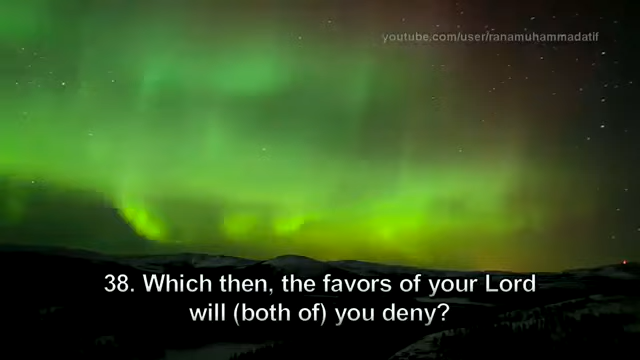 youtube.com/user/ranamuhammadatif
38. Which then, the favors of your Lord
will (both of) you deny?